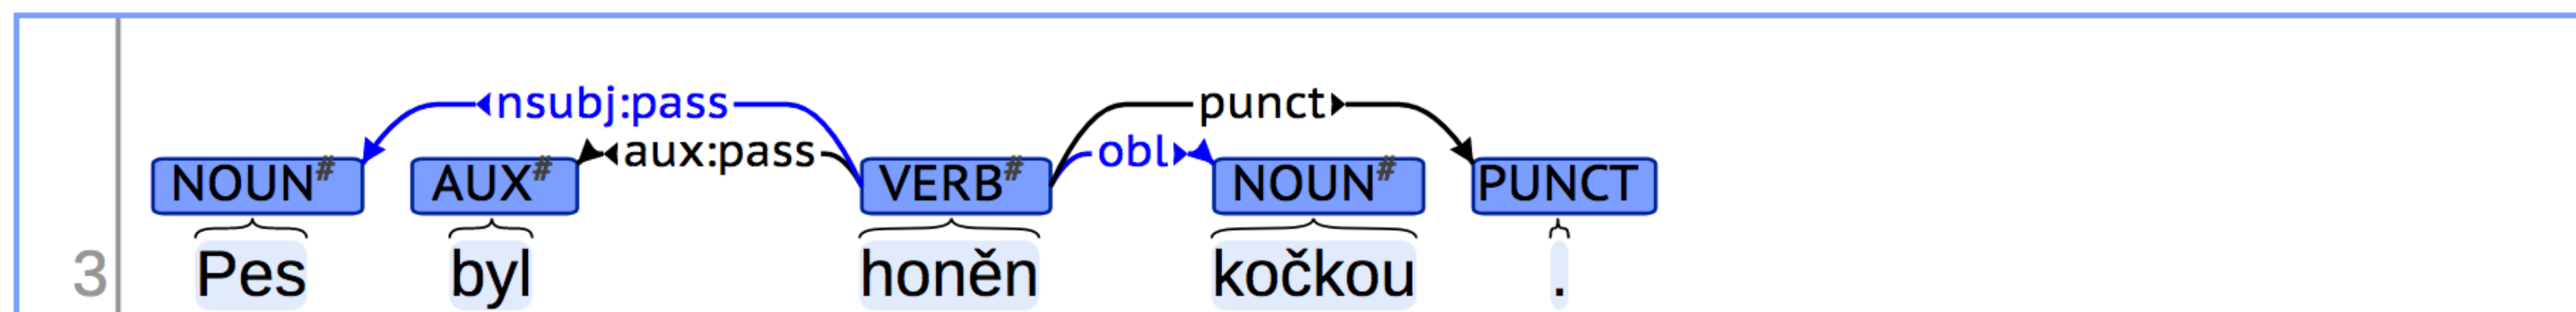 nsubj:pass punct
aux:pass obl
NOUN# AUX# VERB# NOUN# PUNCT
3 Pes byl honěn kočkou .